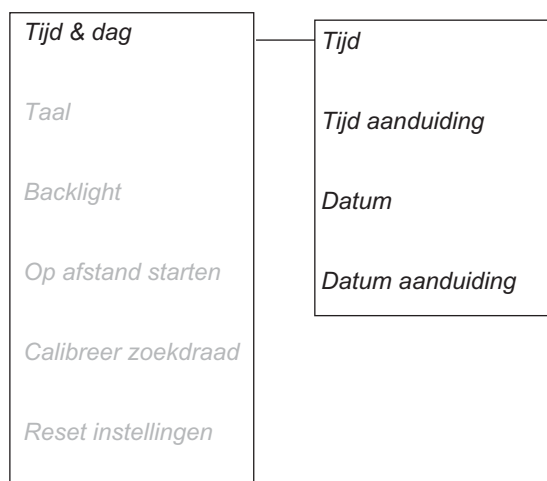 Tijd & dag
Taal
Backlight
Op afstand starten
Calibreer zoekdraad
Reset instellingen
Tijd
Tijd aanduiding
Datum
Datum aanduiding